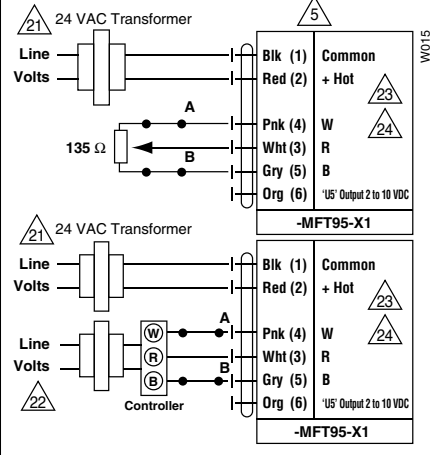 21 24 VAC Transformer
5
W015
Line
Volts
Blk (1) Common
Red (2) + Hot
23
A
Pnk (4) W
24
135 Ω
Wht (3) R
B
Gry (5) B
Org (6) 'U5' Output 2 to 10 VDC
-MFT95-X1
21 24 VAC Transformer
Line
Volts
Blk (1) Common
Red (2) + Hot
23
A
W
Pnk (4) W
24
Line
Volts
R
Wht (3) R
B
B
Gry (5) B
22
Controller
Org (6) 'U5' Output 2 to 10 VDC
-MFT95-X1